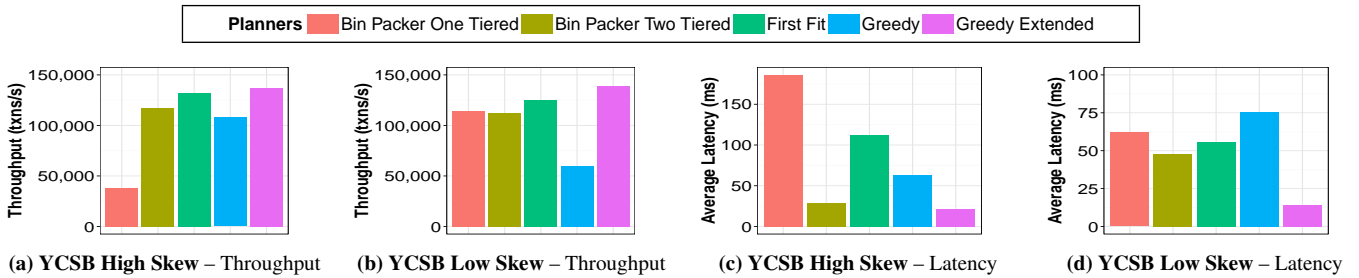 Planners Bin Packer One Tiered Bin Packer Two Tiered First Fit Greedy Greedy Extended
Throughput (txns/s)
150,000
100,000
50,000
0
(a) YCSB High Skew – Throughput
Throughput (txns/s)
150,000
100,000
50,000
0
(b) YCSB Low Skew – Throughput
Average Latency (ms)
150
100
50
0
(c) YCSB High Skew – Latency
Average Latency (ms)
100
75
50
25
0
(d) YCSB Low Skew – Latency